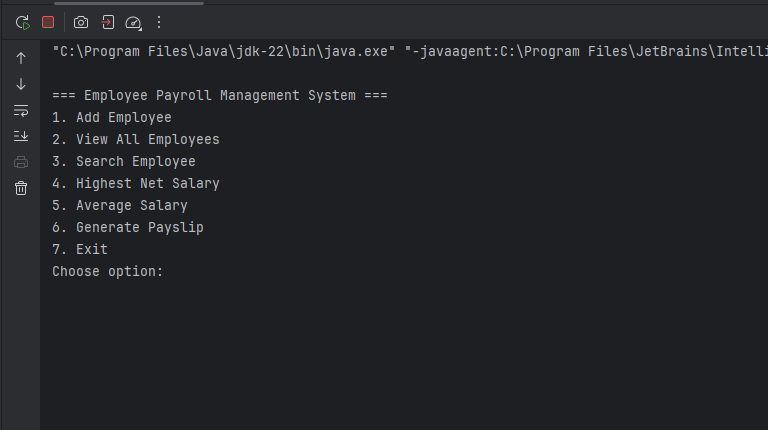 "C:\Program Files\Java\jdk-22\bin\java.exe" "-javaagent:C:\Program Files\JetBrains\Intelli
=== Employee Payroll Management System ===
1. Add Employee
2. View All Employees
3. Search Employee
4. Highest Net Salary
5. Average Salary
6. Generate Payslip
7. Exit
Choose option: